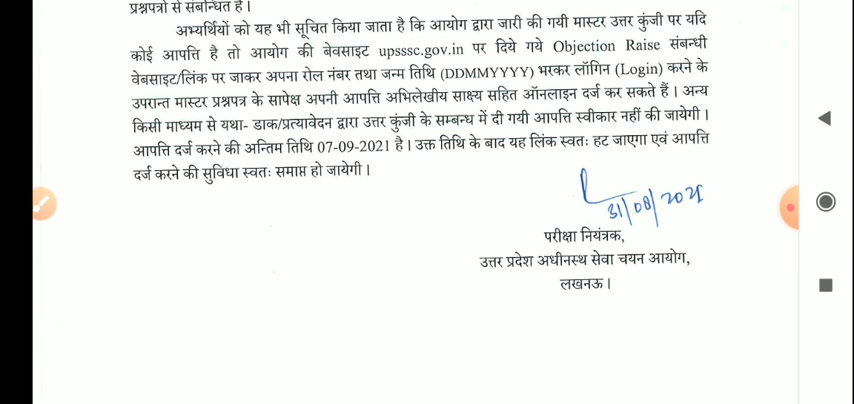 प्रश्नपत्रों से संबन्धित है।
अभ्यर्थियों को यह भी सूचित किया जाता है कि आयोग द्वारा जारी की गयी मास्टर उत्तर कुंजी पर यदि
कोई आपत्ति है तो आयोग की बेवसाइट upsssc.gov.in पर दिये गये Objection Raise संबन्धी
वेबसाइट/लिंक पर जाकर अपना रोल नंबर तथा जन्म तिथि (DDMMYYYY) भरकर लॉगिन (Login) करने के
उपरान्त मास्टर प्रश्नपत्र के सापेक्ष अपनी आपत्ति अभिलेखीय साक्ष्य सहित ऑनलाइन दर्ज कर सकते हैं। अन्य
किसी माध्यम से यथा- डाक/प्रत्यावेदन द्वारा उत्तर कुंजी के सम्बन्ध में दी गयी आपत्ति स्वीकार नहीं की जायेगी।
आपत्ति दर्ज करने की अन्तिम तिथि 07-09-2021 है। उक्त तिथि के बाद यह लिंक स्वतः हट जाएगा एवं आपत्ति
दर्ज करने की सुविधा स्वतः समाप्त हो जायेगी।
31/08/2021
परीक्षा नियंत्रक,
उत्तर प्रदेश अधीनस्थ सेवा चयन आयोग,
लखनऊ।